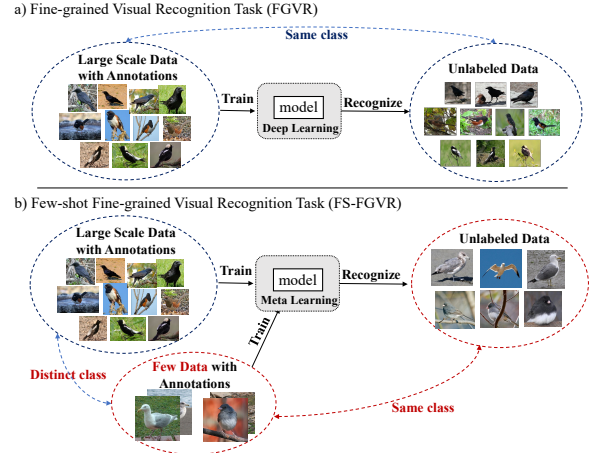 a) Fine-grained Visual Recognition Task (FGVR)
Same class
Large Scale Data
with Annotations
Unlabeled Data
Train
model
Deep Learning
Recognize
b) Few-shot Fine-grained Visual Recognition Task (FS-FGVR)
Large Scale Data
with Annotations
Unlabeled Data
Train
model
Meta Learning
Recognize
Train
Distinct class
Few Data with
Annotations
Same class